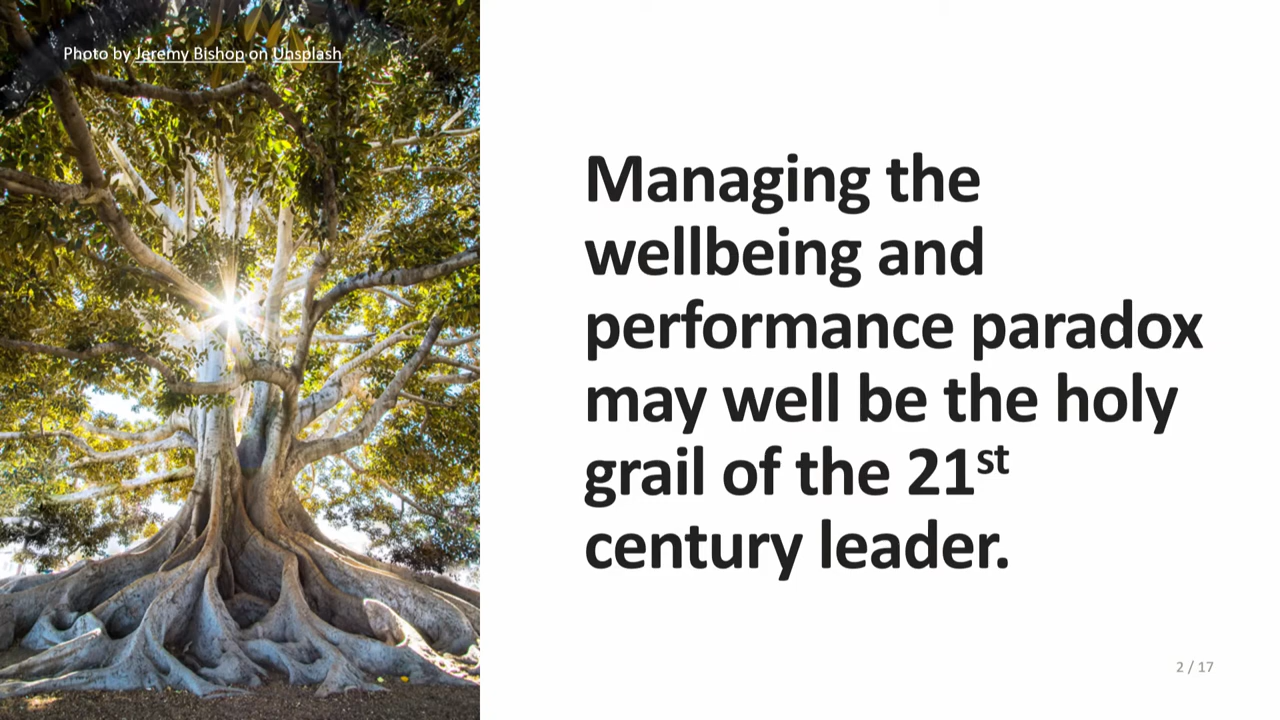 Photo by Jeremy Bishop on Unsplash
Managing the
wellbeing and
performance paradox
may well be the holy
grail of the 21st
century leader.
2 / 17